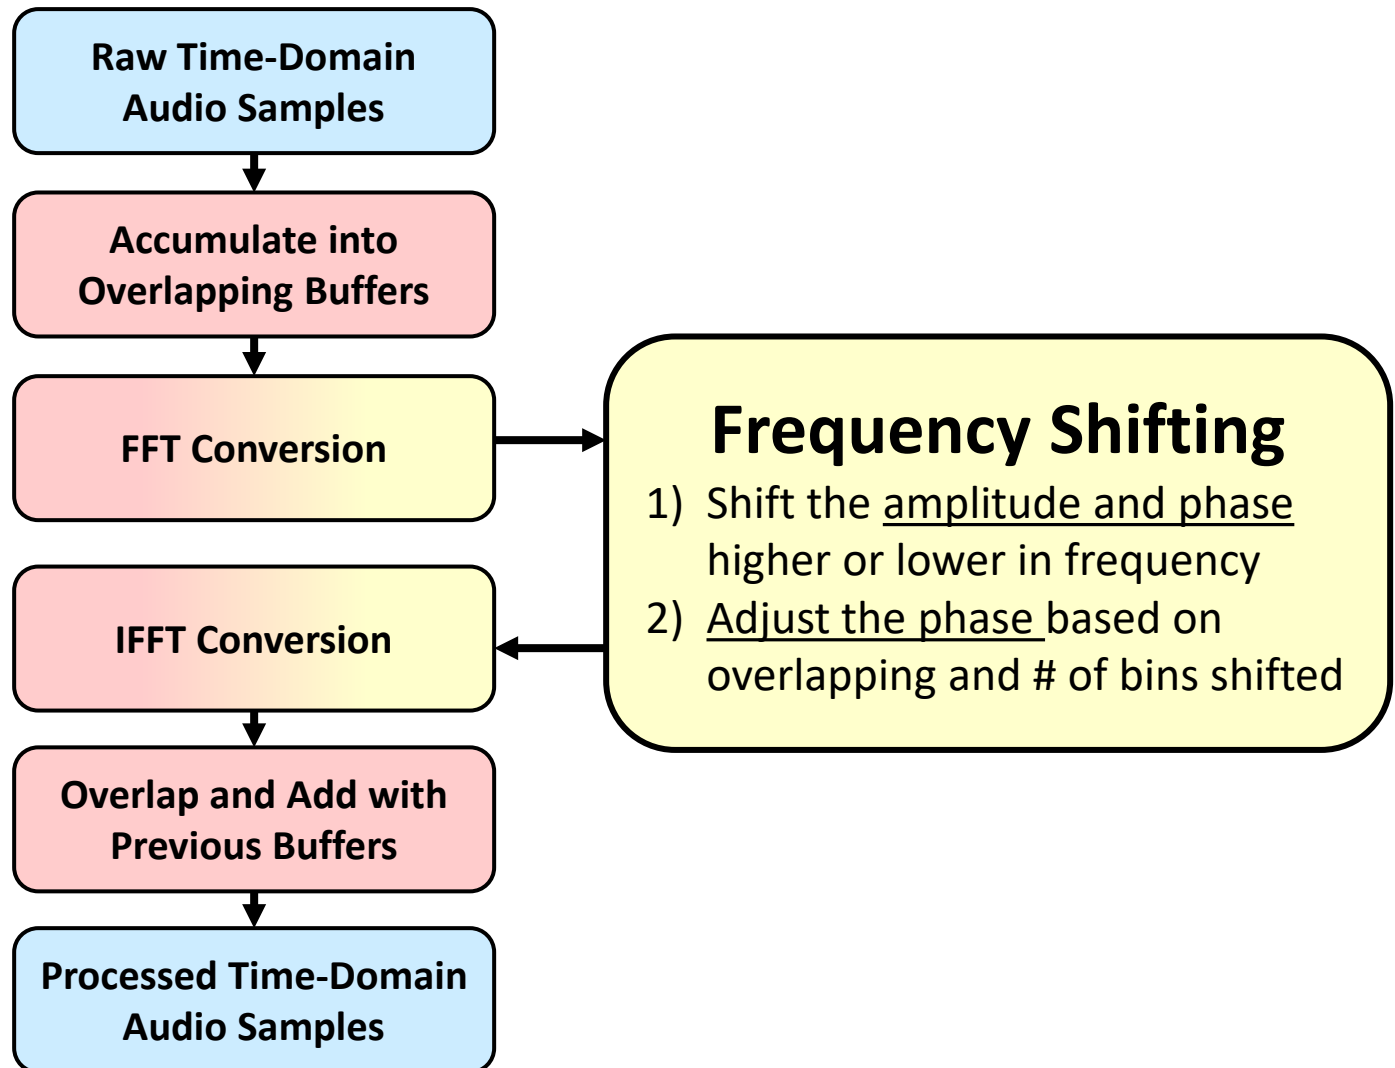 Raw Time-Domain
Audio Samples
Accumulate into
Overlapping Buffers
FFT Conversion
Frequency Shifting
1) Shift the amplitude and phase
higher or lower in frequency
2) Adjust the phase based on
overlapping and # of bins shifted
IFFT Conversion
Overlap and Add with
Previous Buffers
Processed Time-Domain
Audio Samples